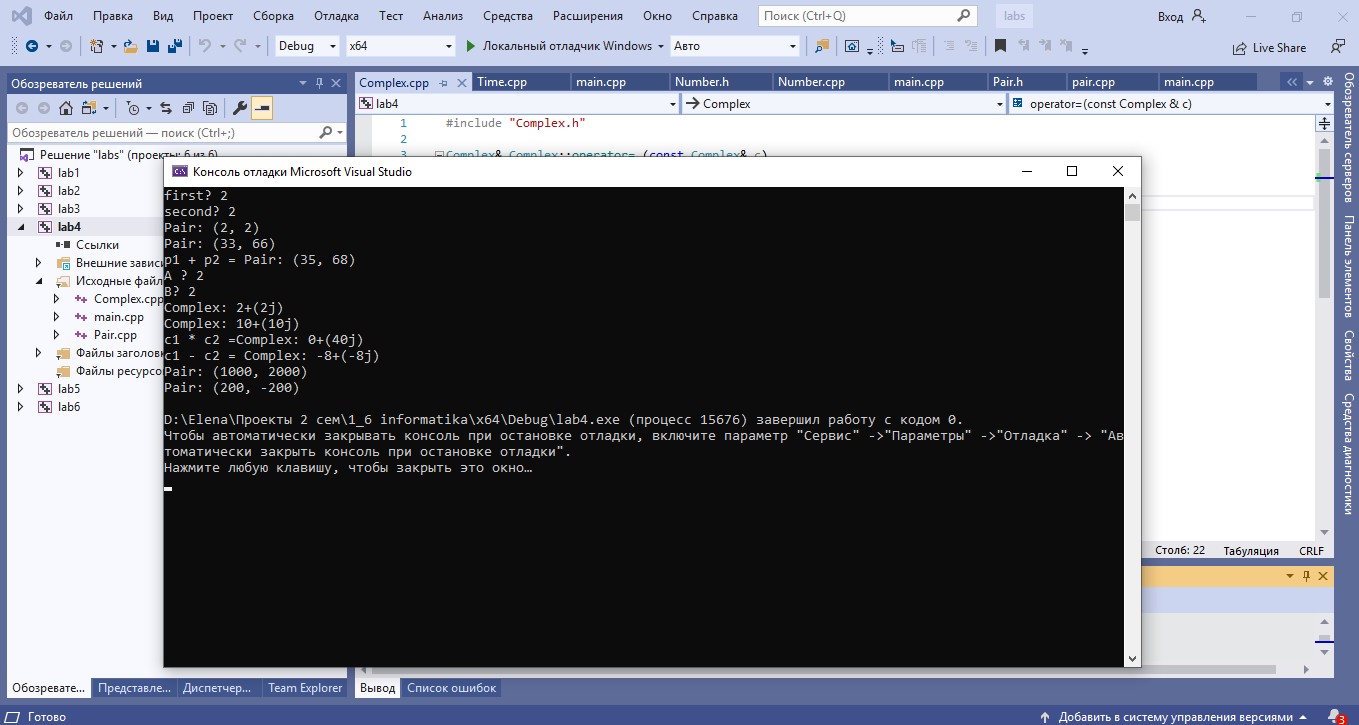 Файл Правка Вид Проект Сборка Отладка Тест Анализ Средства Расширения Окно Справка Поиск (Ctrl+Q) labs Вход
Debug x64 Локальный отладчик Windows Авто Live Share
Обозреватель решений
Обозреватель решений — поиск (Ctrl+;)
Решение "labs" (проекты: 6 из 6)
lab1
lab2
lab3
lab4
Ссылки
Внешние зависи
Исходные файл
Complex.cpp
main.cpp
Pair.cpp
Файлы заголовк
Файлы ресурсо
lab5
lab6
Обозревате... Представле... Диспетчер... Team Explorer
Complex.cpp Time.cpp main.cpp Number.h Number.cpp main.cpp Pair.h pair.cpp main.cpp
lab4 Complex operator=(const Complex & c)
1 #include "Complex.h"
2
3 Complex& Complex::operator= (const Complex& c)
Консоль отладки Microsoft Visual Studio
first? 2
second? 2
Pair: (2, 2)
Pair: (33, 66)
p1 + p2 = Pair: (35, 68)
A ? 2
B? 2
Complex: 2+(2j)
Complex: 10+(10j)
c1 * c2 =Complex: 0+(40j)
c1 - c2 = Complex: -8+(-8j)
Pair: (1000, 2000)
Pair: (200, -200)
D:\Elena\Проекты 2 сем\1_6 informatika\x64\Debug\lab4.exe (процесс 15676) завершил работу с кодом 0.
Чтобы автоматически закрывать консоль при остановке отладки, включите параметр "Сервис" ->"Параметры" ->"Отладка" -> "Ав
томатически закрыть консоль при остановке отладки".
Нажмите любую клавишу, чтобы закрыть это окно…
Столб: 22 Табуляция CRLF
Вывод Список ошибок
Обозреватель серверов
Панель элементов
Свойства
Средства диагностики
Готово Добавить в систему управления версиями 3